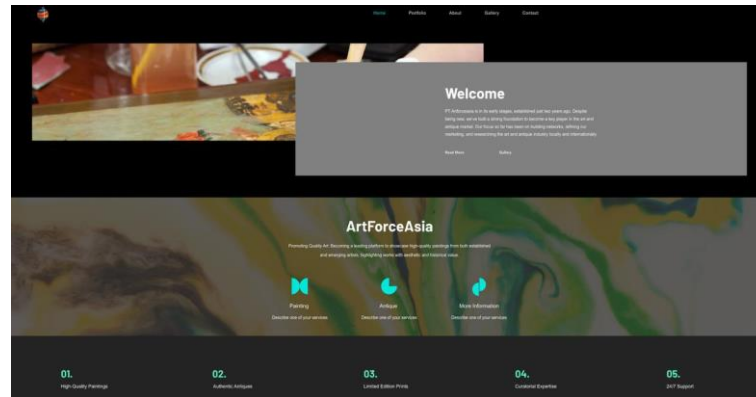 Home Portfolio About Gallery Contact
Welcome
PT Artforceasia is in its early stages, established just two years ago. Despite
being new, we've built a strong foundation to become a key player in the art and
antique market. Our focus so far has been on building networks, refining our
marketing, and researching the art and antique industry locally and internationally
Read More Gallery
ArtForceAsia
Promoting Quality Art: Becoming a leading platform to showcase high-quality paintings from both established
and emerging artists, highlighting works with aesthetic and historical value.
Painting Antique More Information
Describe one of your services Describe one of your services Describe one of your services
01. 02. 03. 04. 05.
High-Quality Paintings Authentic Antiques Limited Edition Prints Curatorial Expertise 24/7 Support